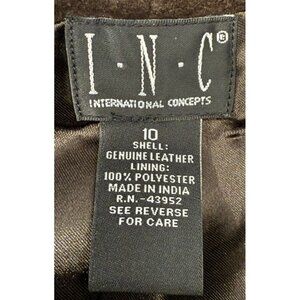 I·N·C®
INTERNATIONAL CONCEPTS
10
SHELL:
GENUINE LEATHER
LINING:
100% POLYESTER
MADE IN INDIA
R.N.-43952
SEE REVERSE
FOR CARE